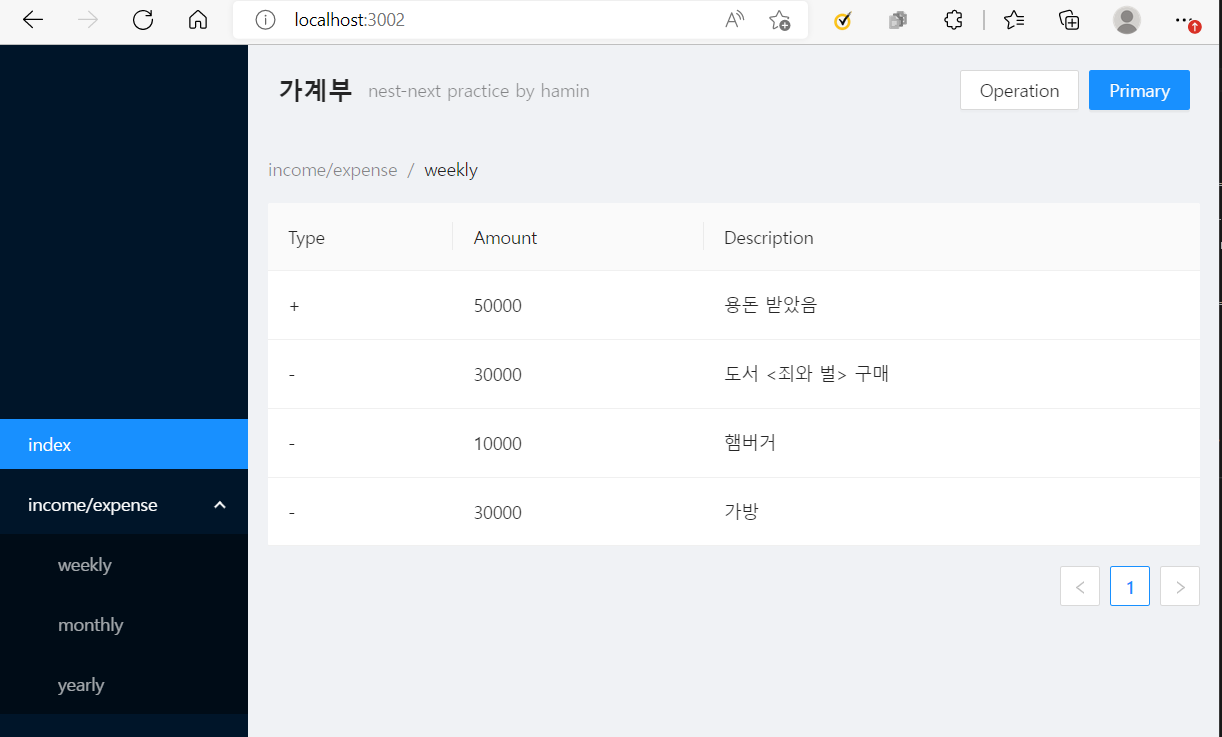 localhost:3002
가계부 nest-next practice by hamin
Operation
Primary
income/expense / weekly
Type Amount Description
+ 50000 용돈 받았음
- 30000 도서 <죄와 벌> 구매
- 10000 햄버거
- 30000 가방
< 1 >
index
income/expense
weekly
monthly
yearly